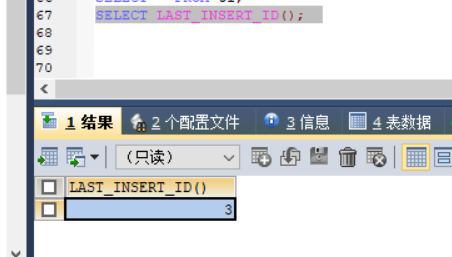 67 SELECT LAST_INSERT_ID();
68
69
70
1 结果 2 个配置文件 3 信息 4 表数据
（只读）
LAST_INSERT_ID()
3